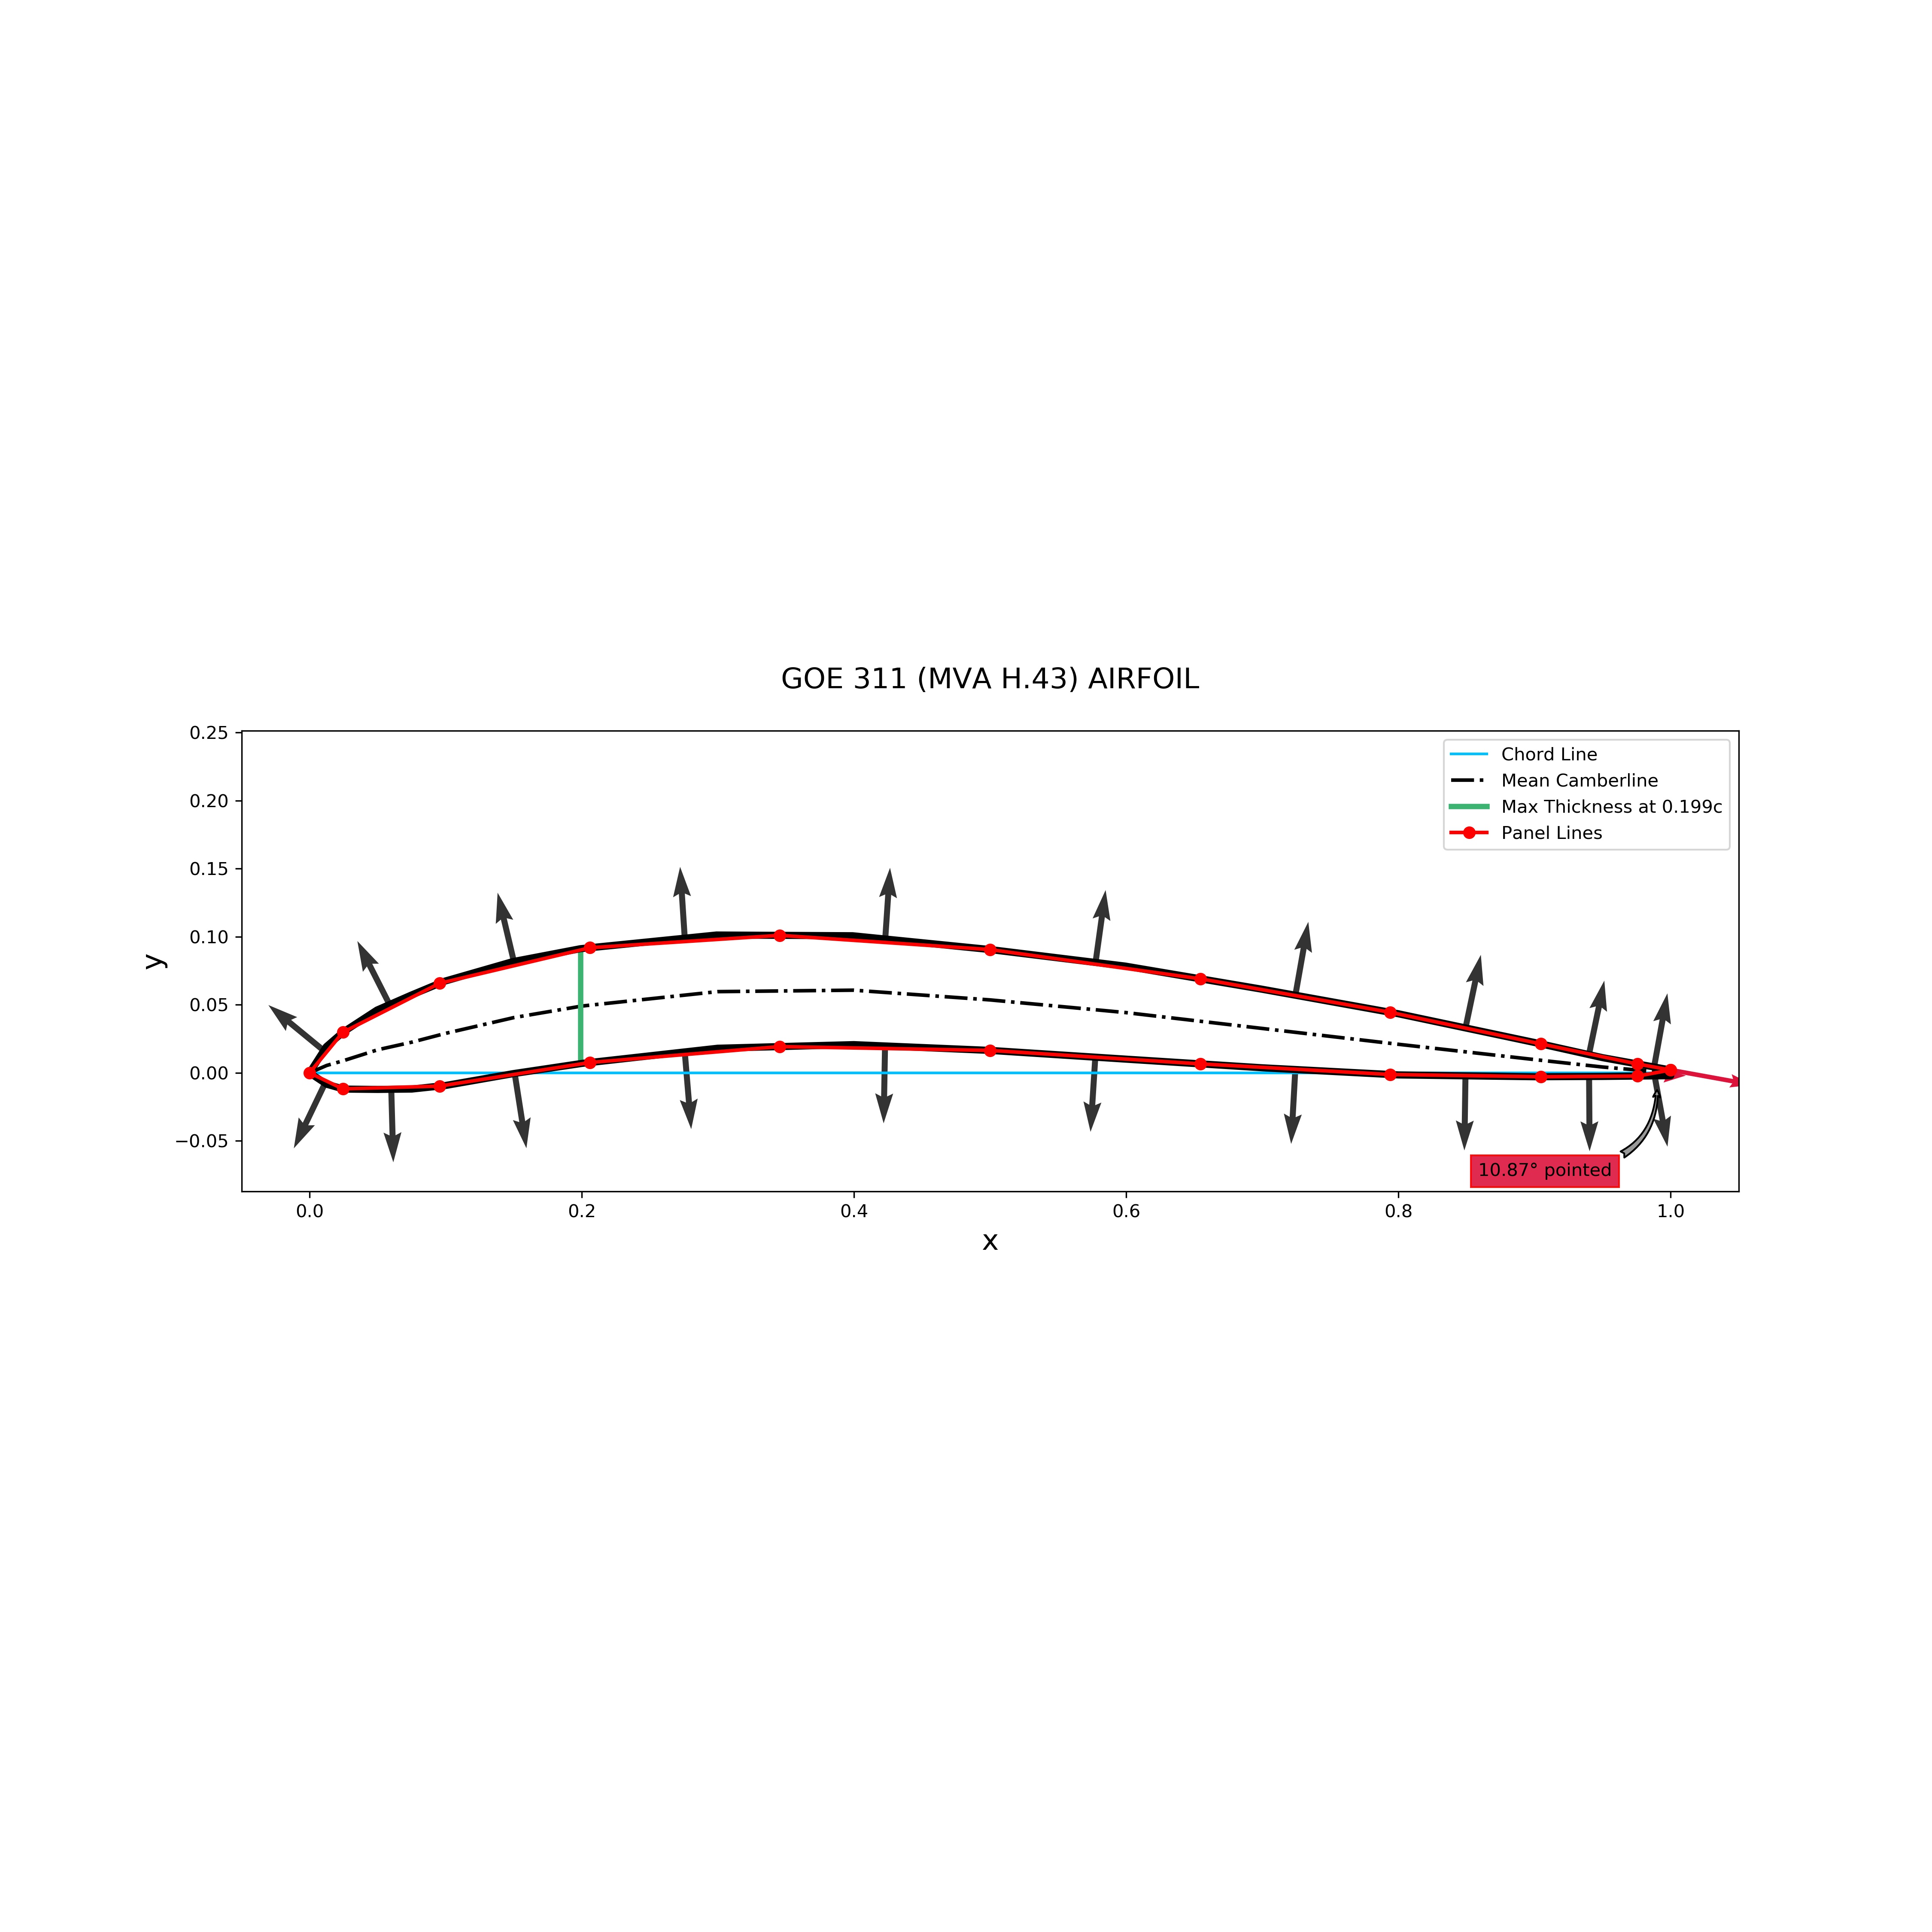 GOE 311 (MVA H.43) AIRFOIL
0.25
0.20
0.15
0.10
0.05
0.00
−0.05
y
Chord Line
Mean Camberline
Max Thickness at 0.199c
Panel Lines
10.87° pointed
0.0 0.2 0.4 0.6 0.8 1.0
x